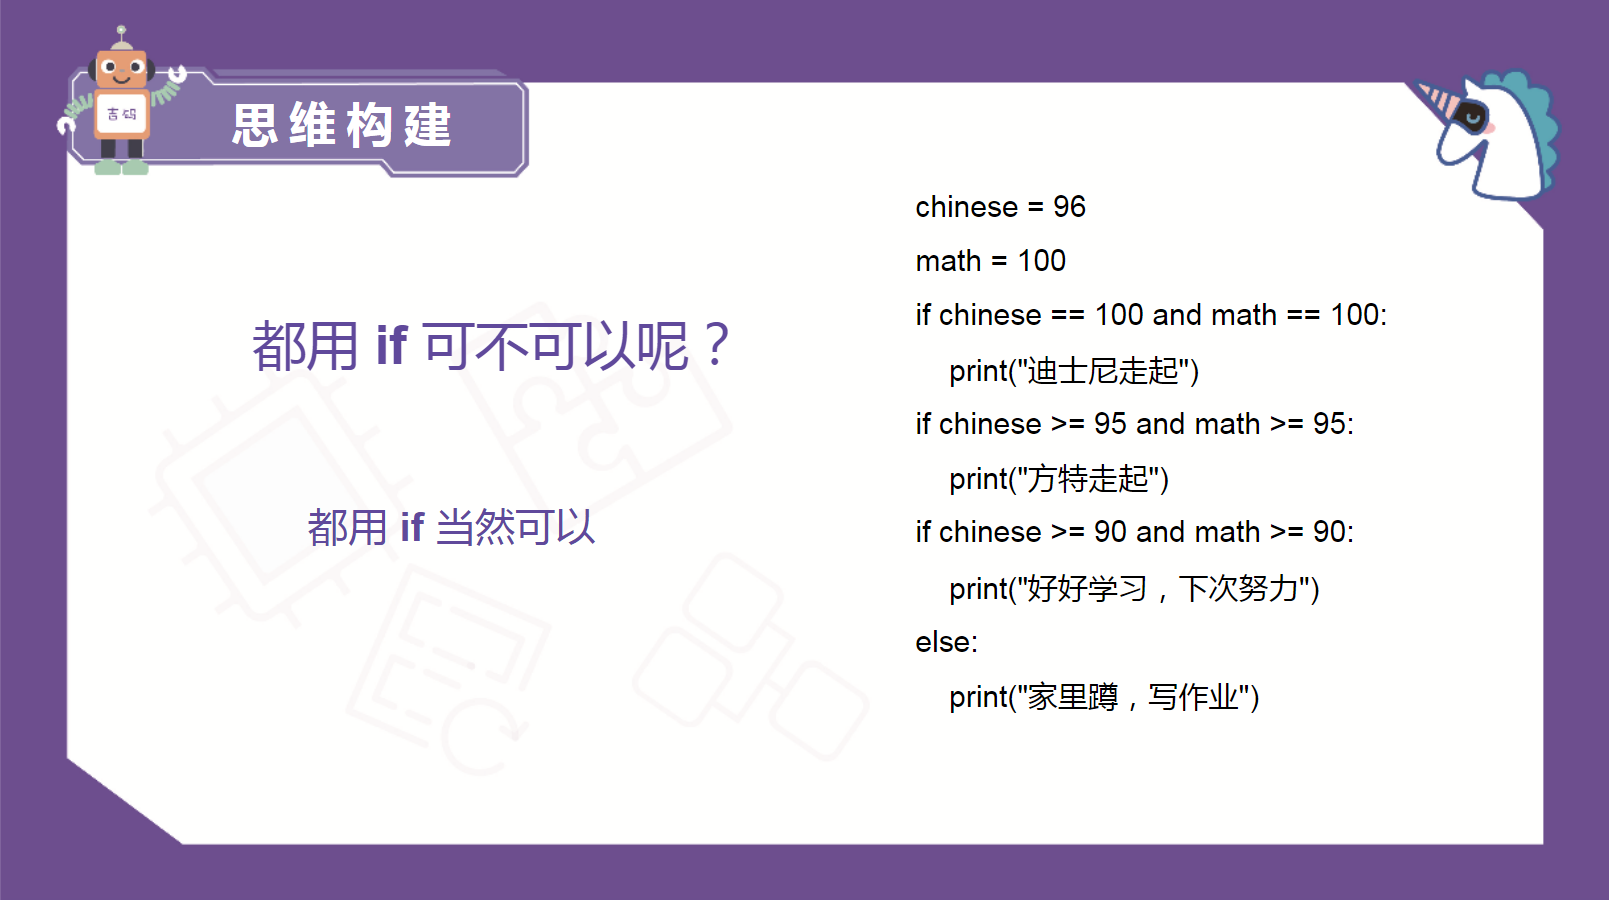 吉码
思维构建
都用 if 可不可以呢？
都用 if 当然可以
chinese = 96
math = 100
if chinese == 100 and math == 100:
    print("迪士尼走起")
if chinese >= 95 and math >= 95:
    print("方特走起")
if chinese >= 90 and math >= 90:
    print("好好学习，下次努力")
else:
    print("家里蹲，写作业")